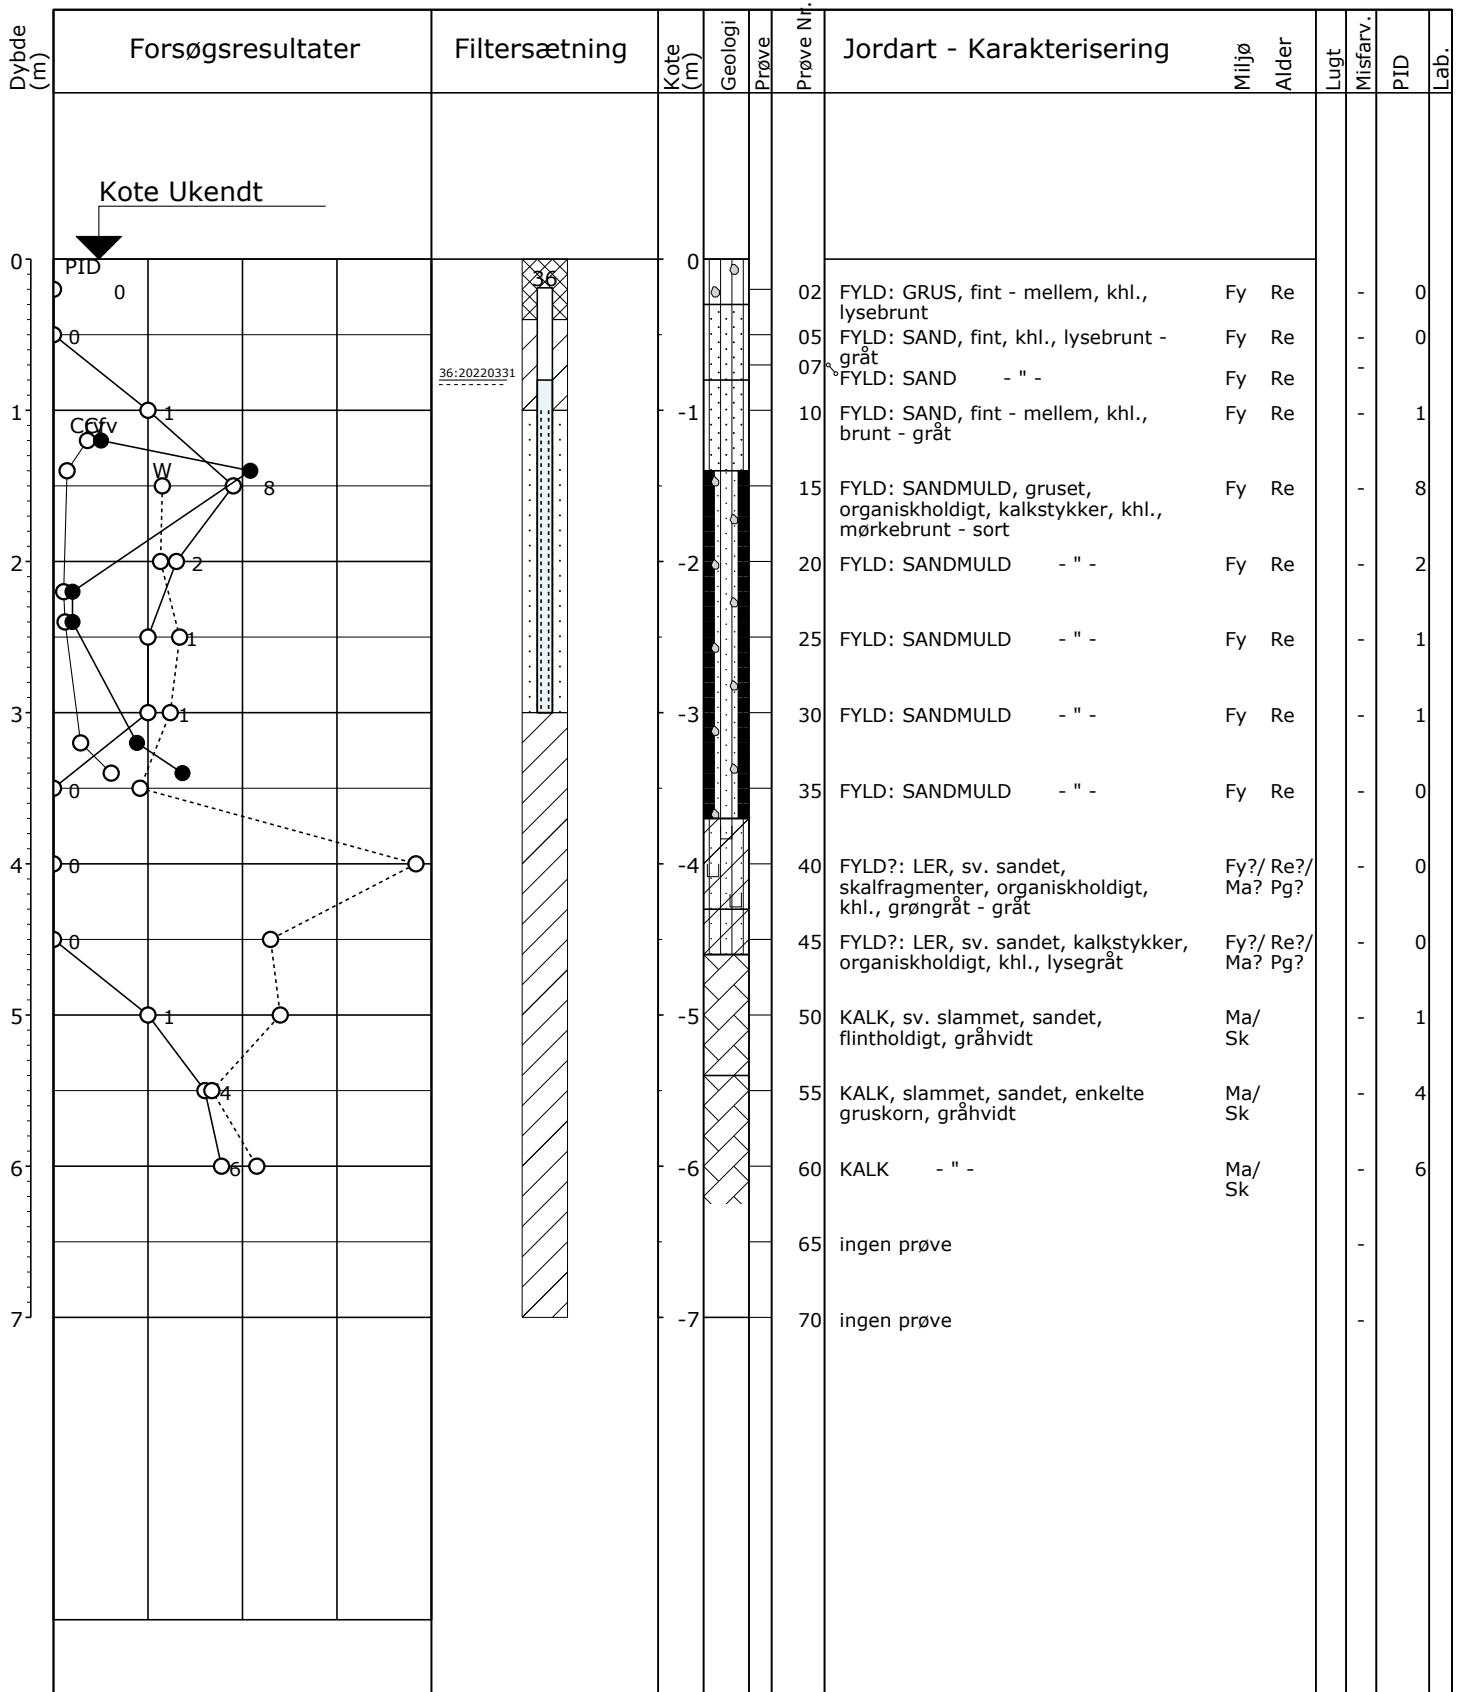 Dybde (m)
Forsøgsresultater
Filtersætning
Kote (m)
Geologi
Prøve
Prøve Nr.
Jordart - Karakterisering
Miljø
Alder
Lugt
Misfarv.
PID
Lab.
Kote Ukendt
0
PID
0
36
0
02 FYLD: GRUS, fint - mellem, khl., Fy Re - 0
lysebrunt
0
05 FYLD: SAND, fint, khl., lysebrunt - Fy Re - 0
gråt
36:20220331
07 -
FYLD: SAND - " - Fy Re
1
1
-1
10 FYLD: SAND, fint - mellem, khl., Fy Re - 1
brunt - gråt
C Cfv
W
8
15 FYLD: SANDMULD, gruset, Fy Re - 8
organiskholdigt, kalkstykker, khl.,
mørkebrunt - sort
2
2
-2
20 FYLD: SANDMULD - " - Fy Re - 2
1
25 FYLD: SANDMULD - " - Fy Re - 1
3
1
-3
30 FYLD: SANDMULD - " - Fy Re - 1
0
35 FYLD: SANDMULD - " - Fy Re - 0
4
0
-4
40 FYLD?: LER, sv. sandet, Fy?/ Re?/ - 0
skalfragmenter, organiskholdigt, Ma? Pg?
khl., grøngråt - gråt
0
45 FYLD?: LER, sv. sandet, kalkstykker, Fy?/ Re?/ - 0
organiskholdigt, khl., lysegråt Ma? Pg?
5
1
-5
50 KALK, sv. slammet, sandet, Ma/ - 1
flintholdigt, gråhvidt Sk
4
55 KALK, slammet, sandet, enkelte Ma/ - 4
gruskorn, gråhvidt Sk
6
6
-6
60 KALK - " - Ma/ - 6
Sk
65 ingen prøve -
7
-7
70 ingen prøve -